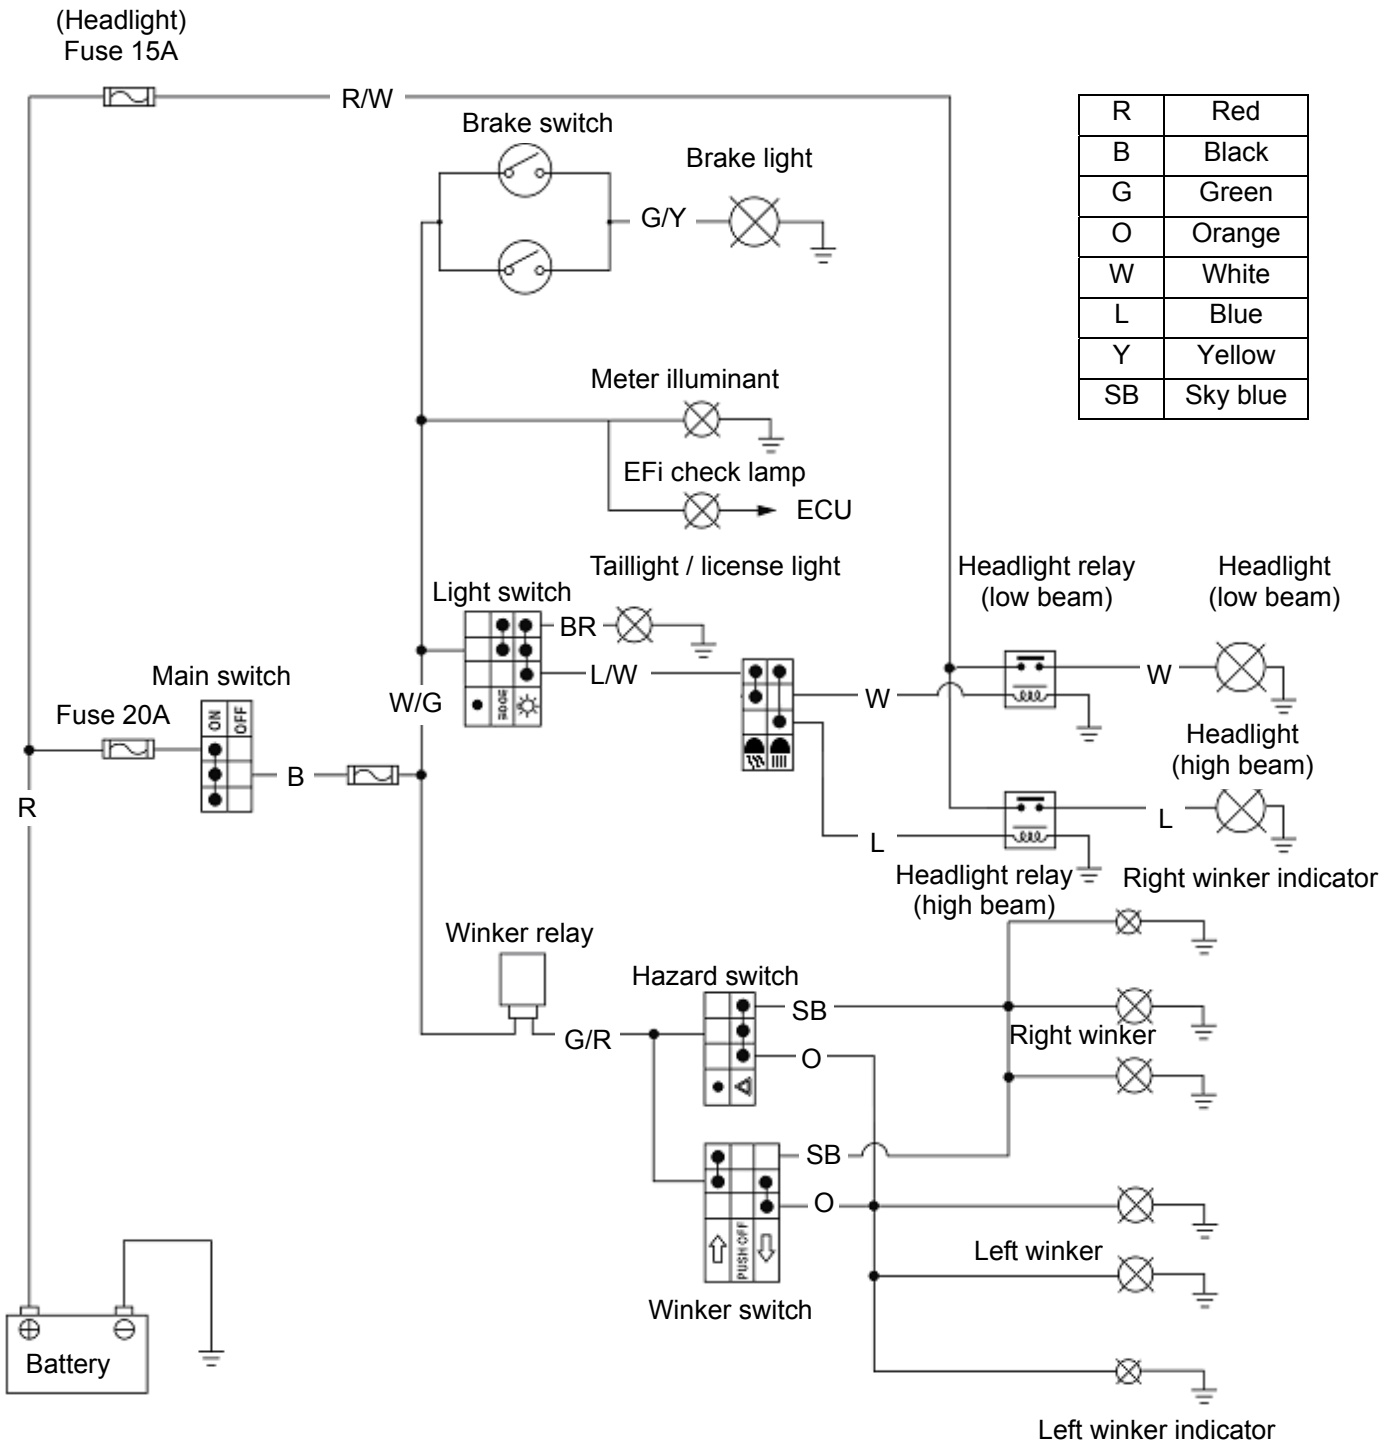 (Headlight)
Fuse 15A
R/W
Brake switch
Brake light
G/Y
R Red
B Black
G Green
O Orange
W White
L Blue
Y Yellow
SB Sky blue
Meter illuminant
EFi check lamp
ECU
Taillight / license light
Light switch
BR
L/W
Headlight relay
(low beam)
Headlight
(low beam)
W
W
Main switch
Fuse 20A
ON
OFF
W/G
B
R
Headlight
(high beam)
L
L
Headlight relay
(high beam)
Right winker indicator
Winker relay
Hazard switch
SB
G/R
O
Right winker
SB
O
PUSH OFF
Left winker
Winker switch
Battery
Left winker indicator